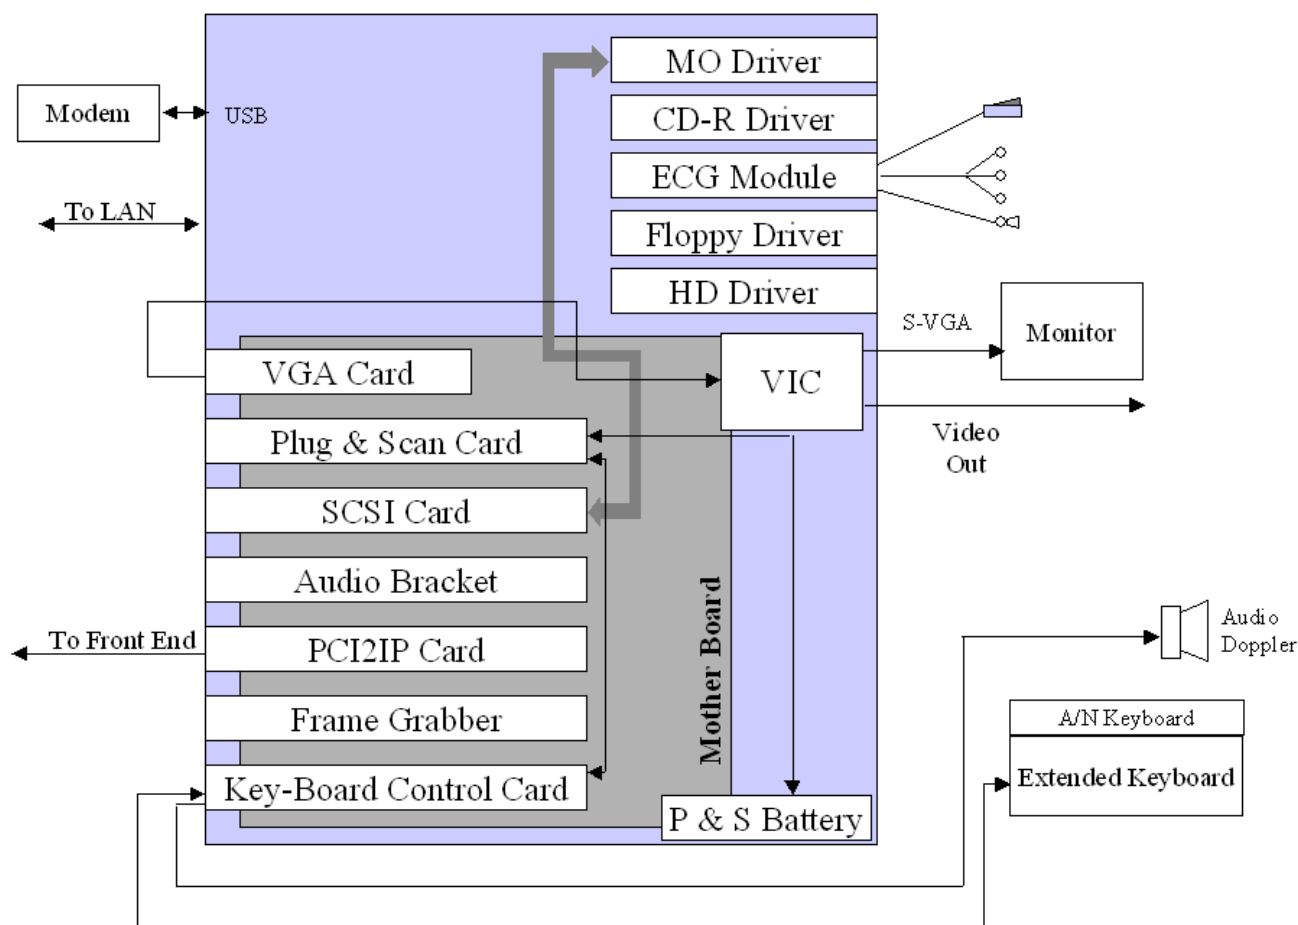 MO Driver
Modem
USB
CD-R Driver
ECG Module
To LAN
Floppy Driver
HD Driver
S-VGA
Monitor
VGA Card
VIC
Plug & Scan Card
Video
Out
SCSI Card
Audio Bracket
Mother Board
To Front End
PCI2IP Card
Audio
Doppler
Frame Grabber
A/N Keyboard
Extended Keyboard
Key-Board Control Card
P & S Battery